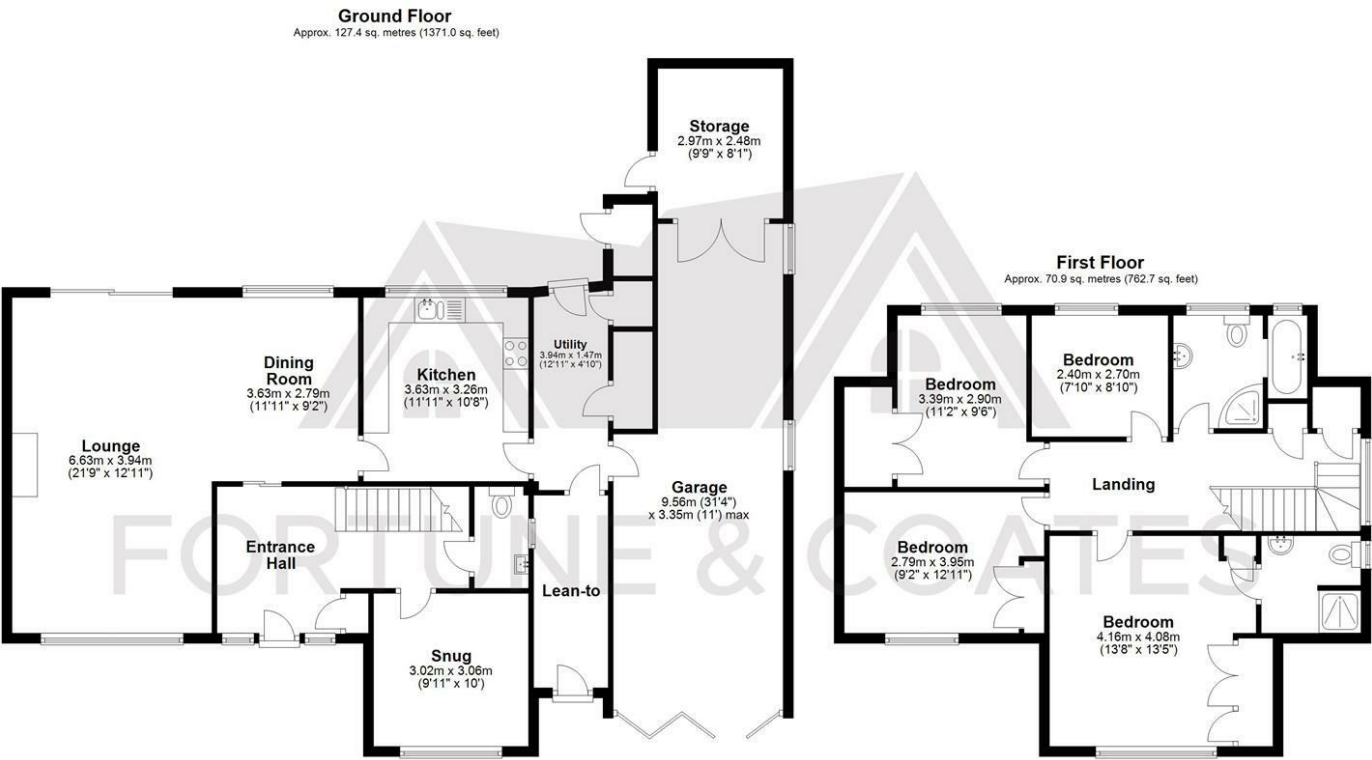 Ground Floor
Approx. 127.4 sq. metres (1371.0 sq. feet)
Storage
2.97m x 2.48m
(9'9" x 8'1")
Utility
3.94m x 1.47m
(12'11" x 4'10")
Dining
Room
3.63m x 2.79m
(11'11" x 9'2")
Kitchen
3.63m x 3.26m
(11'11" x 10'8")
Lounge
6.63m x 3.94m
(21'9" x 12'11")
Garage
9.56m (31'4")
x 3.35m (11') max
Entrance
Hall
Lean-to
Snug
3.02m x 3.06m
(9'11" x 10')
First Floor
Approx. 70.9 sq. metres (762.7 sq. feet)
Bedroom
2.40m x 2.70m
(7'10" x 8'10")
Bedroom
3.39m x 2.90m
(11'2" x 9'6")
Landing
Bedroom
2.79m x 3.95m
(9'2" x 12'11")
Bedroom
4.16m x 4.08m
(13'8" x 13'5")
FORTUNE & COATES